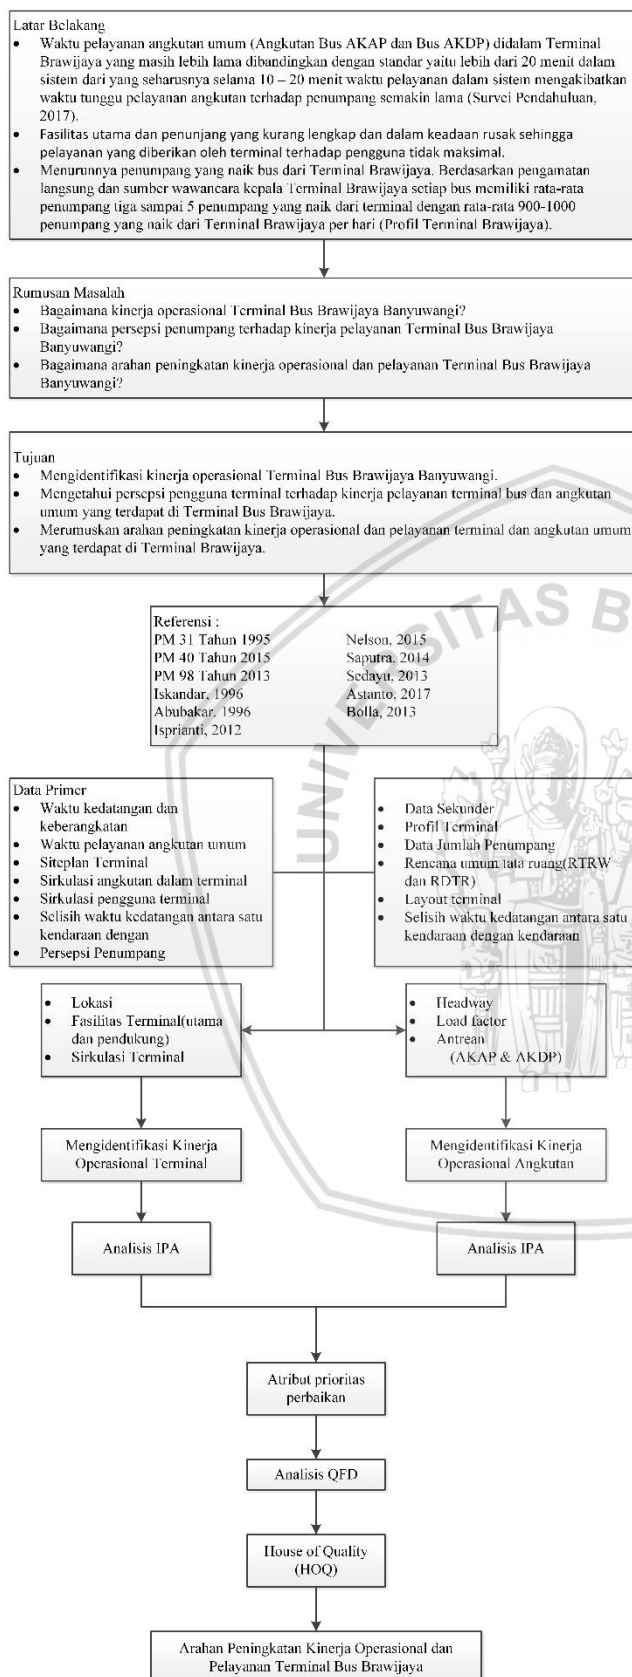 Latar Belakang
• Waktu pelayanan angkutan umum (Angkutan Bus AKAP dan Bus AKDP) didalam Terminal
Brawijaya yang masih lebih lama dibandingkan dengan standar yaitu lebih dari 20 menit dalam
sistem dari yang seharusnya selama 10 – 20 menit waktu pelayanan dalam sistem mengakibatkan
waktu tunggu pelayanan angkutan terhadap penumpang semakin lama (Survei Pendahuluan,
2017).
• Fasilitas utama dan penunjang yang kurang lengkap dan dalam keadaan rusak sehingga
pelayanan yang diberikan oleh terminal terhadap pengguna tidak maksimal.
• Menurunnya penumpang yang naik bus dari Terminal Brawijaya. Berdasarkan pengamatan
langsung dan sumber wawancara kepala Terminal Brawijaya setiap bus memiliki rata-rata
penumpang tiga sampai 5 penumpang yang naik dari terminal dengan rata-rata 900-1000
penumpang yang naik dari Terminal Brawijaya per hari (Profil Terminal Brawijaya).
Rumusan Masalah
• Bagaimana kinerja operasional Terminal Bus Brawijaya Banyuwangi?
• Bagaimana persepsi penumpang terhadap kinerja pelayanan Terminal Bus Brawijaya
Banyuwangi?
• Bagaimana arahan peningkatan kinerja operasional dan pelayanan Terminal Bus Brawijaya
Banyuwangi?
Tujuan
• Mengidentifikasi kinerja operasional Terminal Bus Brawijaya Banyuwangi.
• Mengetahui persepsi pengguna terminal terhadap kinerja pelayanan terminal bus dan angkutan
umum yang terdapat di Terminal Bus Brawijaya.
• Merumuskan arahan peningkatan kinerja operasional dan pelayanan terminal dan angkutan umum
yang terdapat di Terminal Brawijaya.
Referensi :
PM 31 Tahun 1995
PM 40 Tahun 2015
PM 98 Tahun 2013
Iskandar, 1996
Abubakar, 1996
Isprianti, 2012
Nelson, 2015
Saputra, 2014
Sedayu, 2013
Astanto, 2017
Bolla, 2013
Data Primer
• Waktu kedatangan dan
keberangkatan
• Waktu pelayanan angkutan umum
• Siteplan Terminal
• Sirkulasi angkutan dalam terminal
• Sirkulasi pengguna terminal
• Selisih waktu kedatangan antara satu
kendaraan dengan
• Persepsi Penumpang
• Data Sekunder
• Profil Terminal
• Data Jumlah Penumpang
• Rencana umum tata ruang(RTRW
dan RDTR)
• Layout terminal
• Selisih waktu kedatangan antara satu
kendaraan dengan kendaraan
• Lokasi
• Fasilitas Terminal(utama
dan pendukung)
• Sirkulasi Terminal
• Headway
• Load factor
• Antrean
(AKAP & AKDP)
Mengidentifikasi Kinerja
Operasional Terminal
Mengidentifikasi Kinerja
Operasional Angkutan
Analisis IPA
Analisis IPA
Atribut prioritas
perbaikan
Analisis QFD
House of Quality
(HOQ)
Arahan Peningkatan Kinerja Operasional dan
Pelayanan Terminal Bus Brawijaya
UNIVERSITAS B